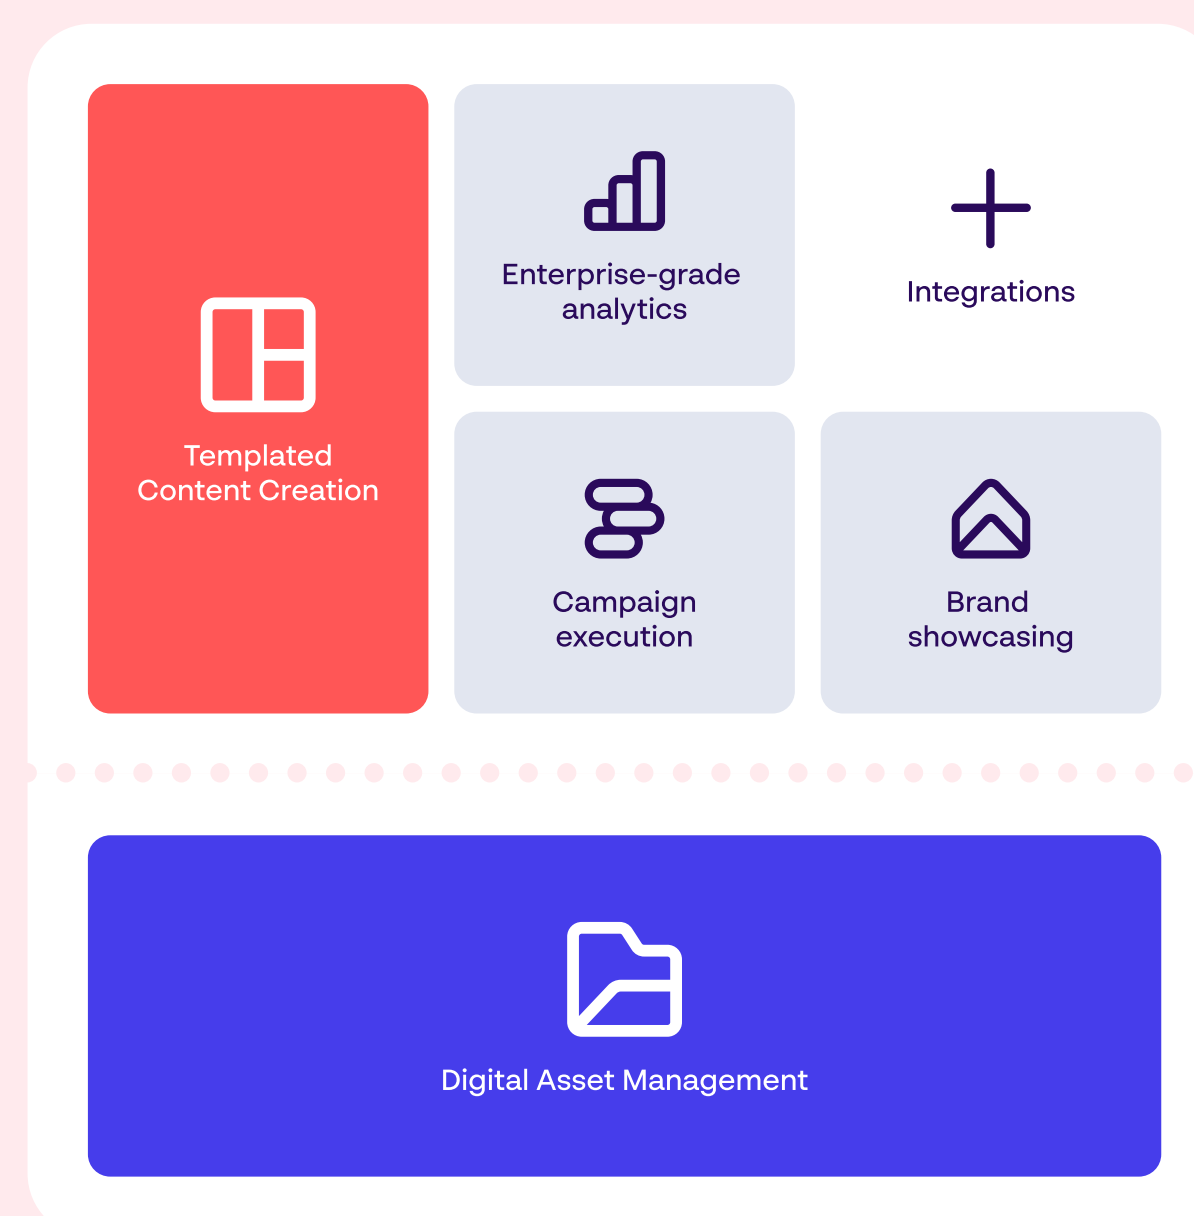 Templated
Content Creation
Enterprise-grade
analytics
Integrations
Campaign
execution
Brand
showcasing
Digital Asset Management